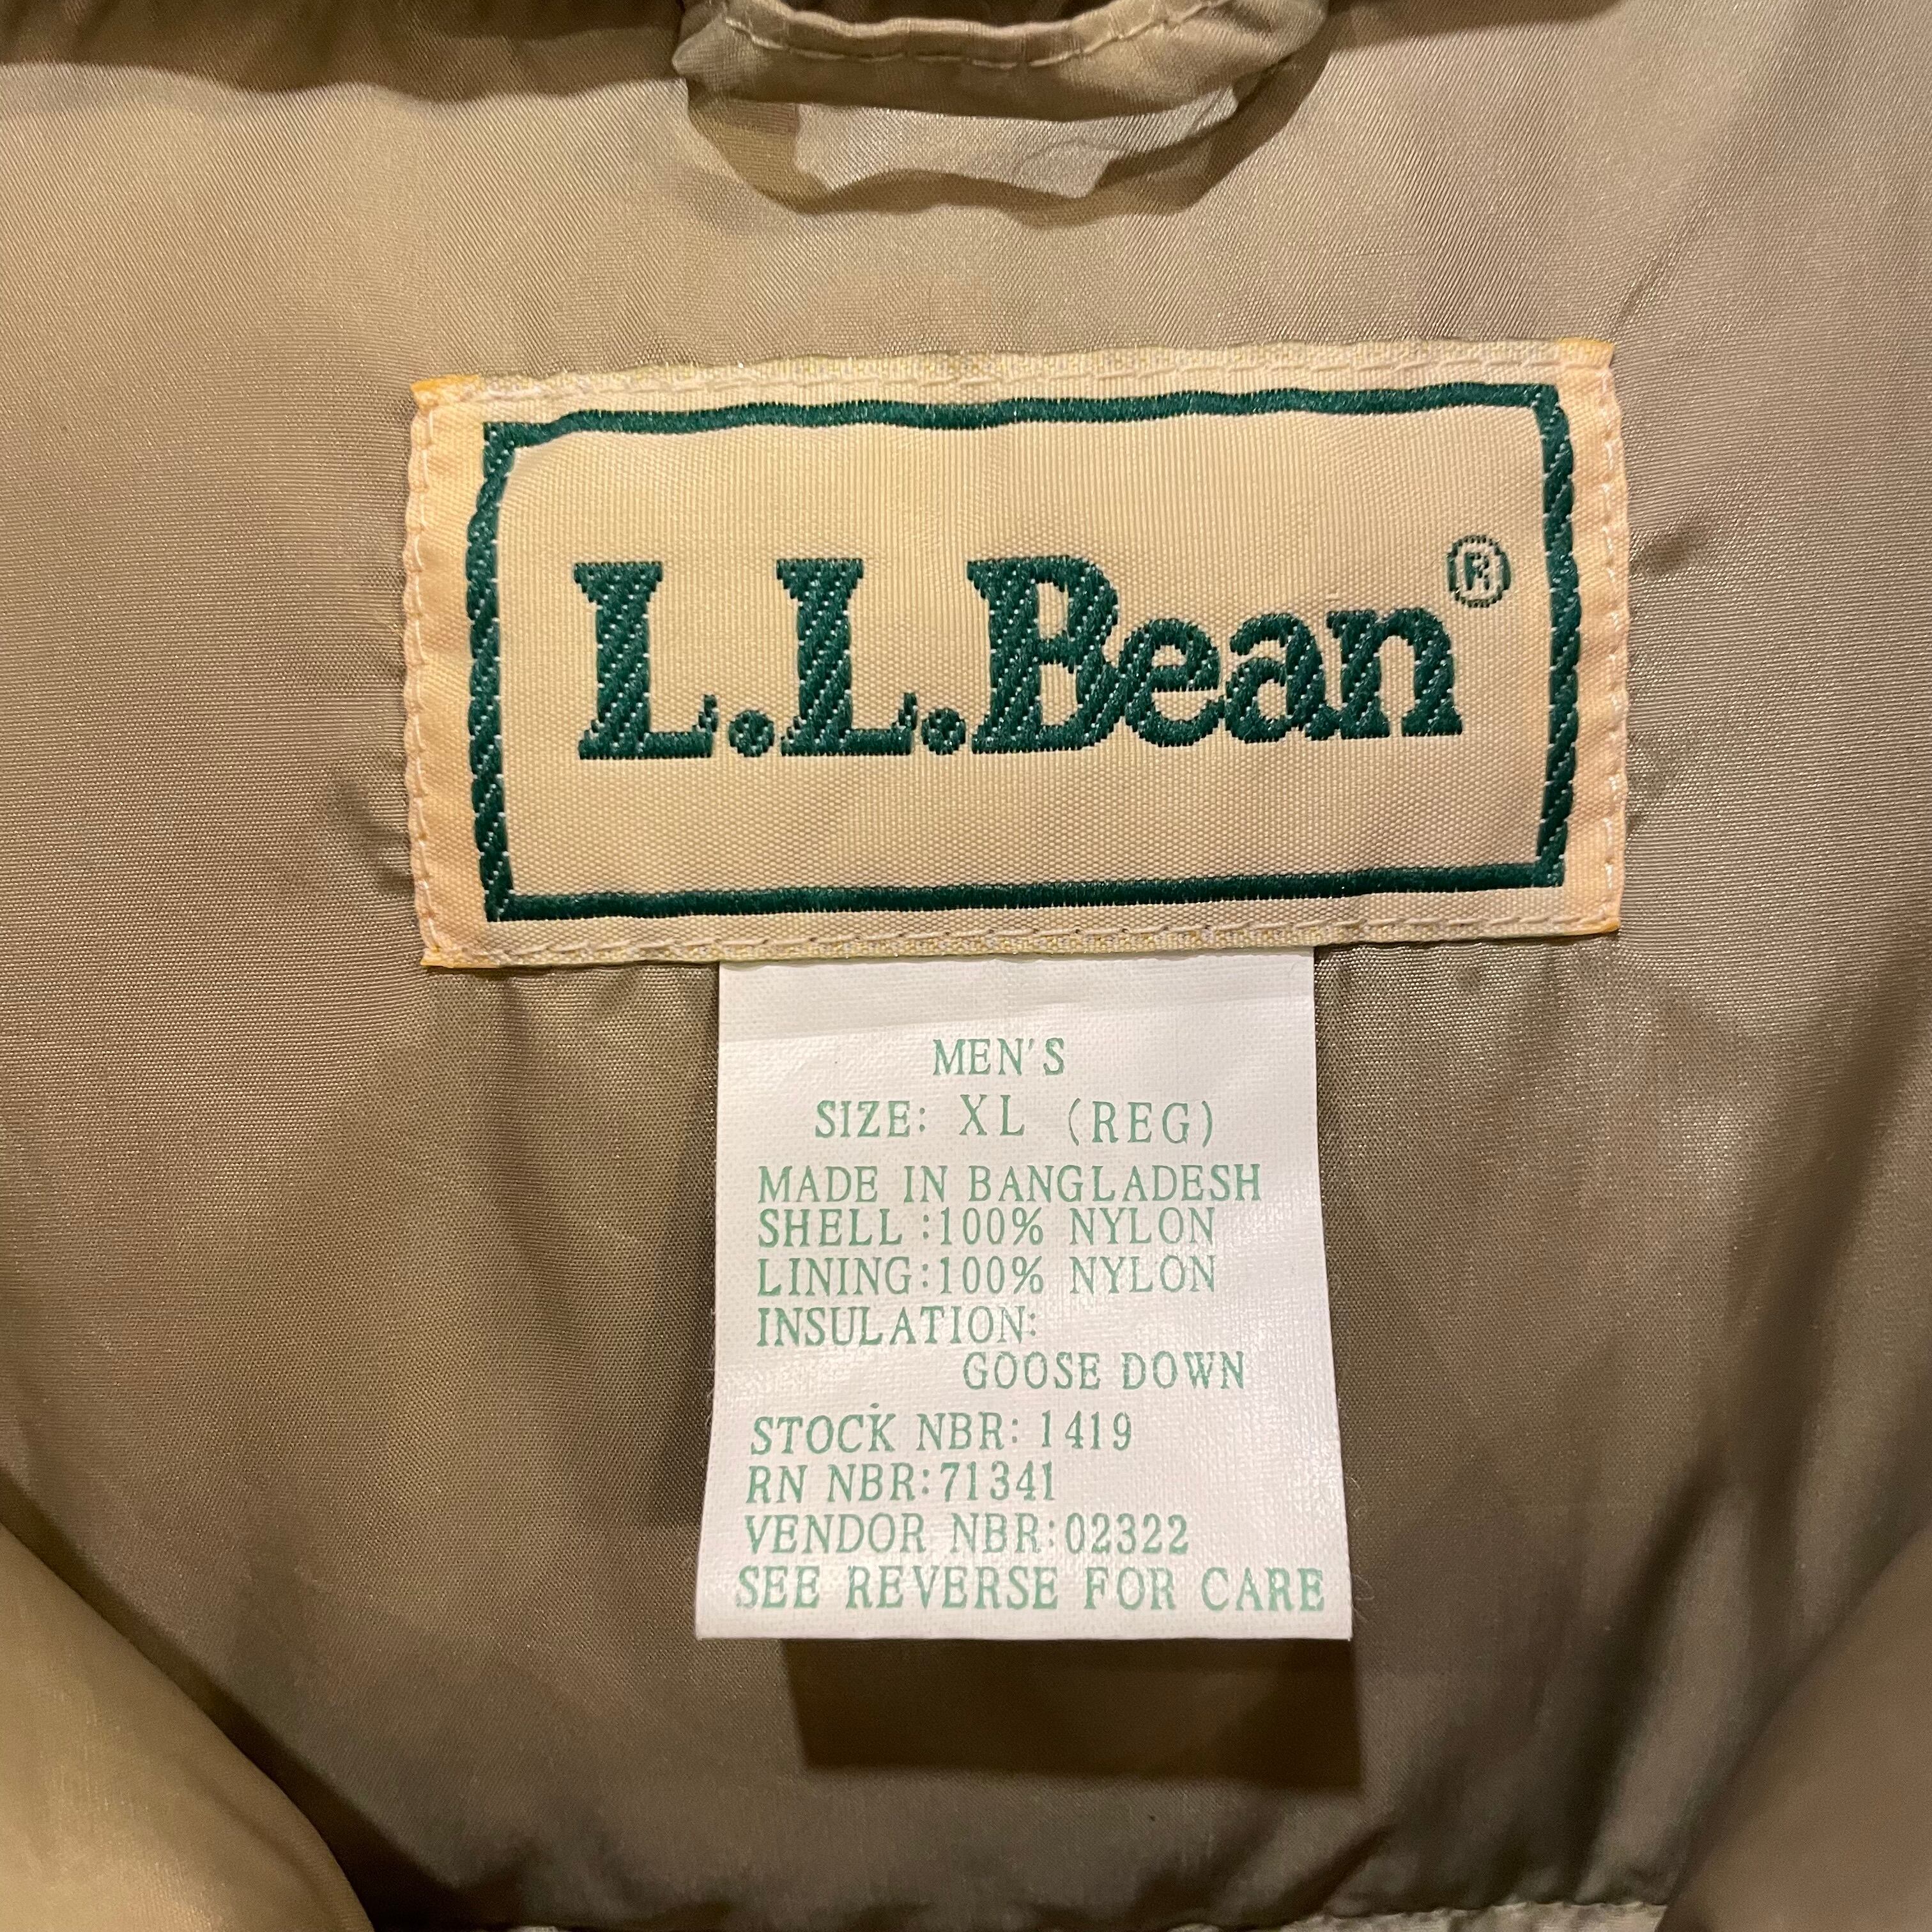 L.L.Bean®
MEN'S
SIZE: XL (REG)
MADE IN BANGLADESH
SHELL :100% NYLON
LINING:100% NYLON
INSULATION:
GOOSE DOWN
STOCK NBR: 1419
RN NBR:71341
VENDOR NBR:02322
SEE REVERSE FOR CARE